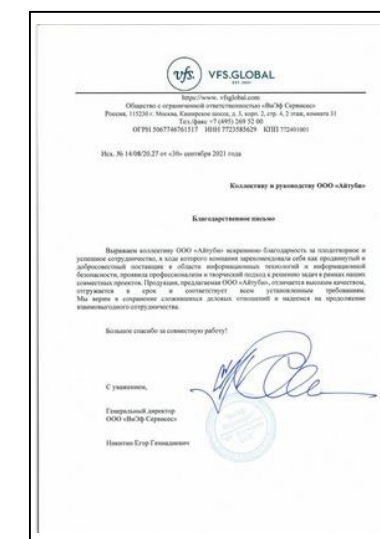 vfs.
EST. 2001
VFS.GLOBAL
https://www. vfsglobal.com
Общество с ограниченной ответственностью «ВиЭф Сервисес»
Россия, 115230 г. Москва, Каширское шоссе, д. 3, корп. 2, стр. 4, 2 этаж, комната 31
Тел./факс +7 (495) 269 52 00
ОГРН 5067746761517 ИНН 7723585629 КПП 772401001
Исх. № 14/08/20.27 от «30» сентября 2021 года
Коллективу и руководству ООО «Айтуби»
Благодарственное письмо
Выражаем коллективу ООО «Айтуби» искреннюю благодарность за плодотворное и
успешное сотрудничество, в ходе которого компания зарекомендовала себя как продвинутый и
добросовестный поставщик в области информационных технологий и информационной
безопасности, проявила профессионализм и творческий подход к решению задач в рамках наших
совместных проектов. Продукция, предлагаемая ООО «Айтуби», отличается высоким качеством,
отгружается в срок и соответствует всем установленным требованиям.
Мы верим в сохранение сложившихся деловых отношений и надеемся на продолжение
взаимовыгодного сотрудничества.
Большое спасибо за совместную работу!
С уважением,
Генеральный директор
ООО «ВиЭф Сервисес»
Никитин Егор Геннадиевич